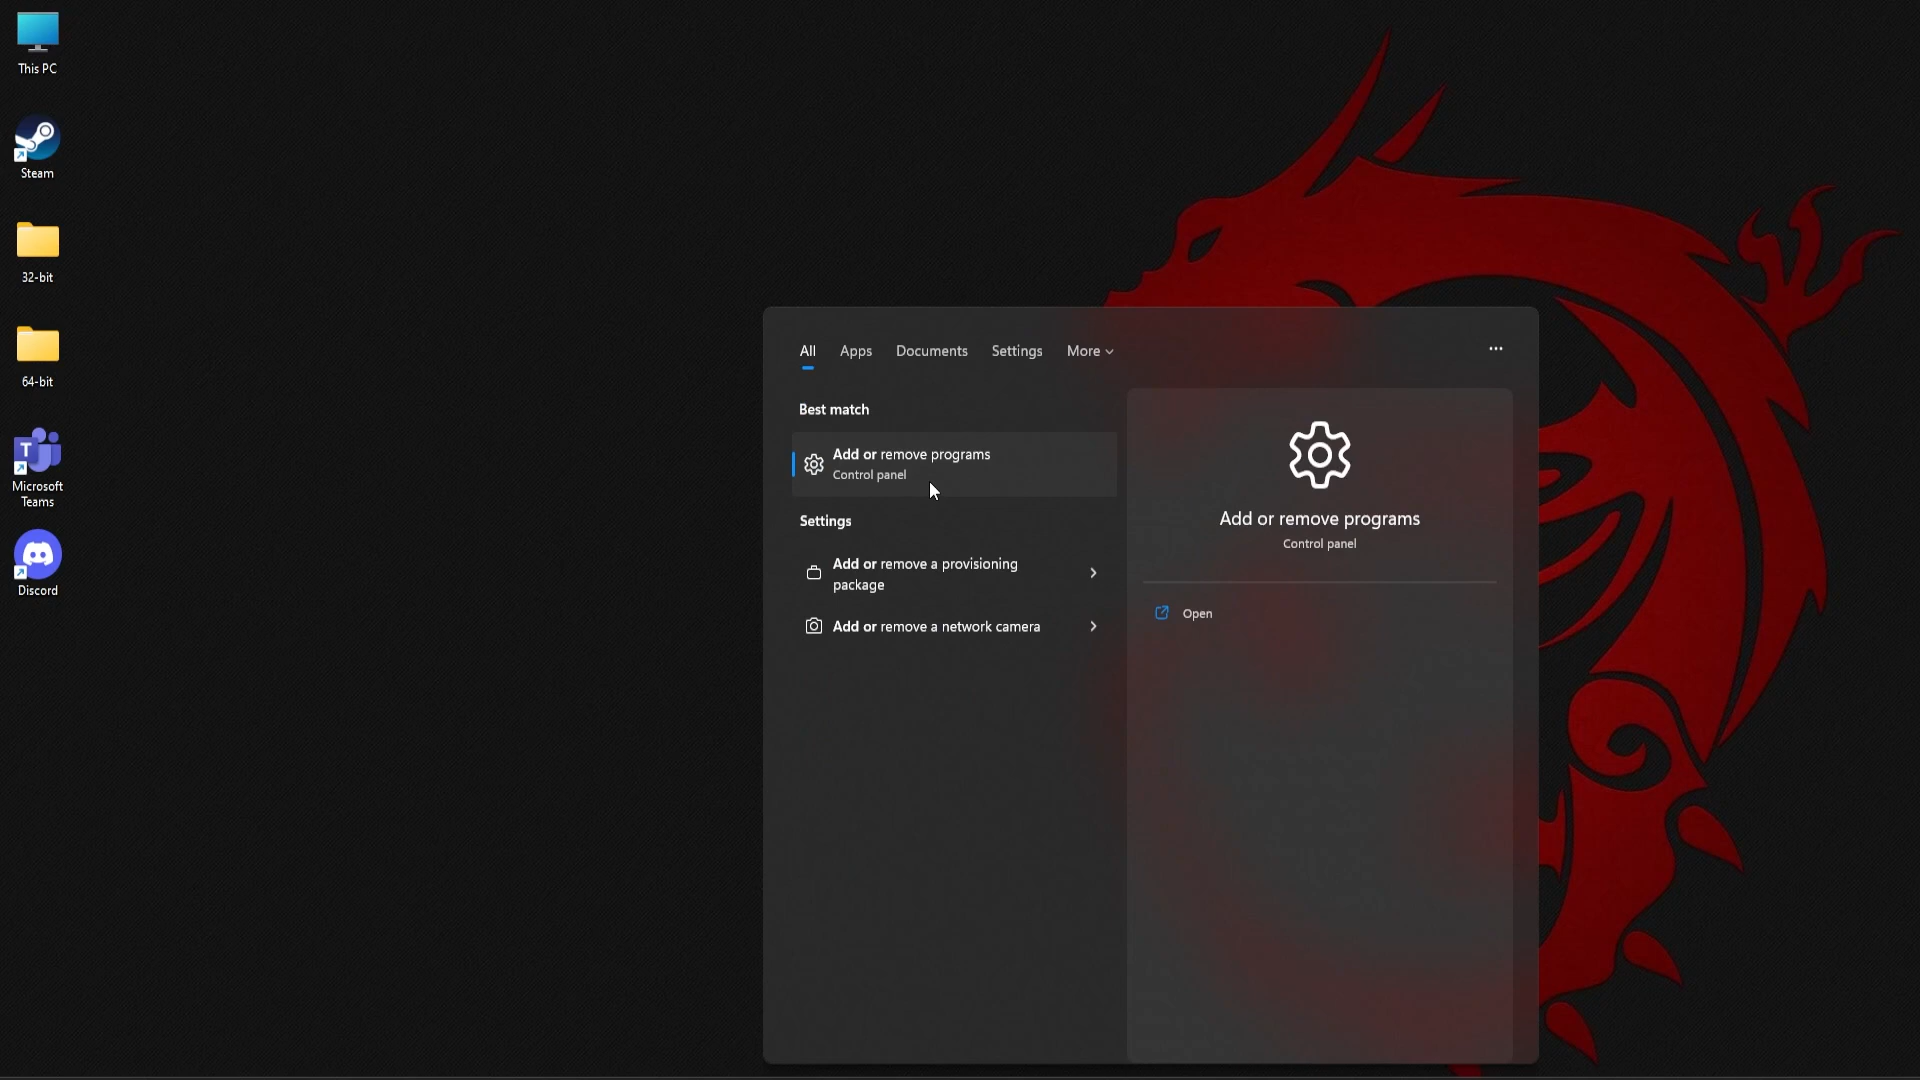 This PC
Steam
32-bit
64-bit
T
Microsoft
Teams
Discord
All Apps Documents Settings More
Best match
Add or remove programs
Control panel
Settings
Add or remove a provisioning
package
Add or remove a network camera
Add or remove programs
Control panel
Open